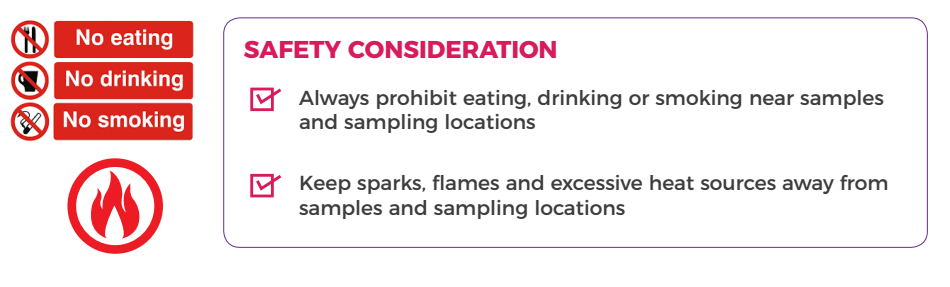 No eating
No drinking
No smoking
SAFETY CONSIDERATION
Always prohibit eating, drinking or smoking near samples
and sampling locations
Keep sparks, flames and excessive heat sources away from
samples and sampling locations